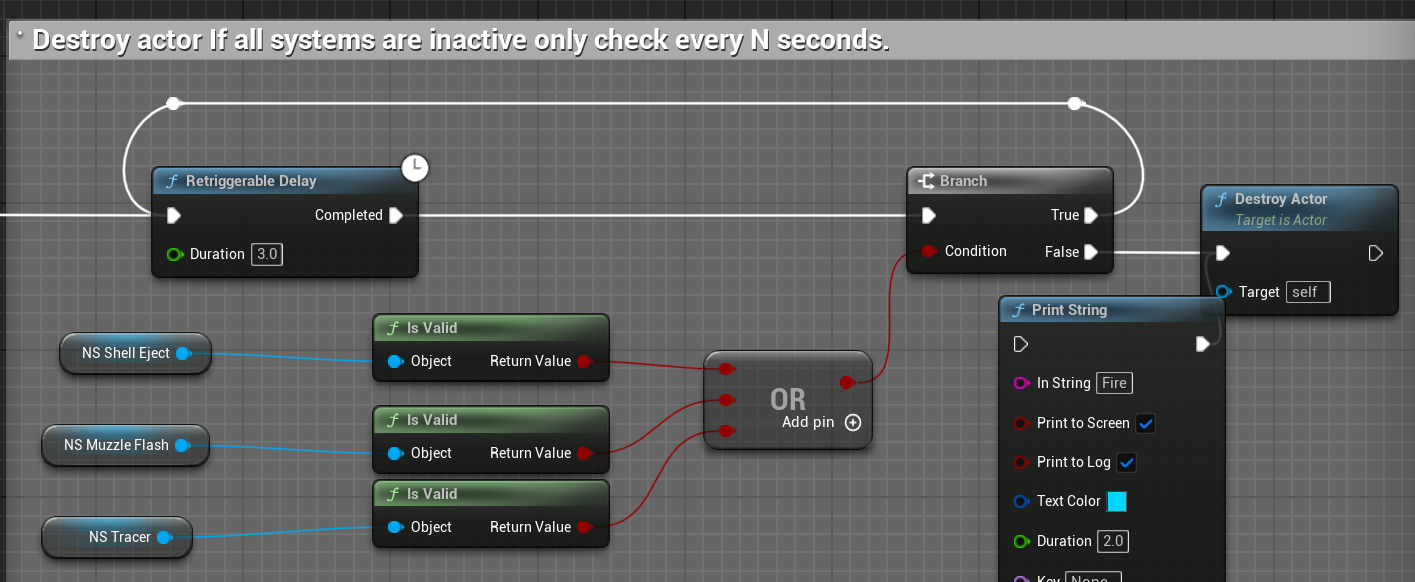 Destroy actor If all systems are inactive only check every N seconds.
Retriggerable Delay
Completed
Duration 3.0
Branch
True
Condition
False
Destroy Actor
Target is Actor
Target self
NS Shell Eject
Is Valid
Object
Return Value
NS Muzzle Flash
Is Valid
Object
Return Value
NS Tracer
Is Valid
Object
Return Value
OR
Add pin
Print String
In String Fire
Print to Screen
Print to Log
Text Color
Duration 2.0
Key None